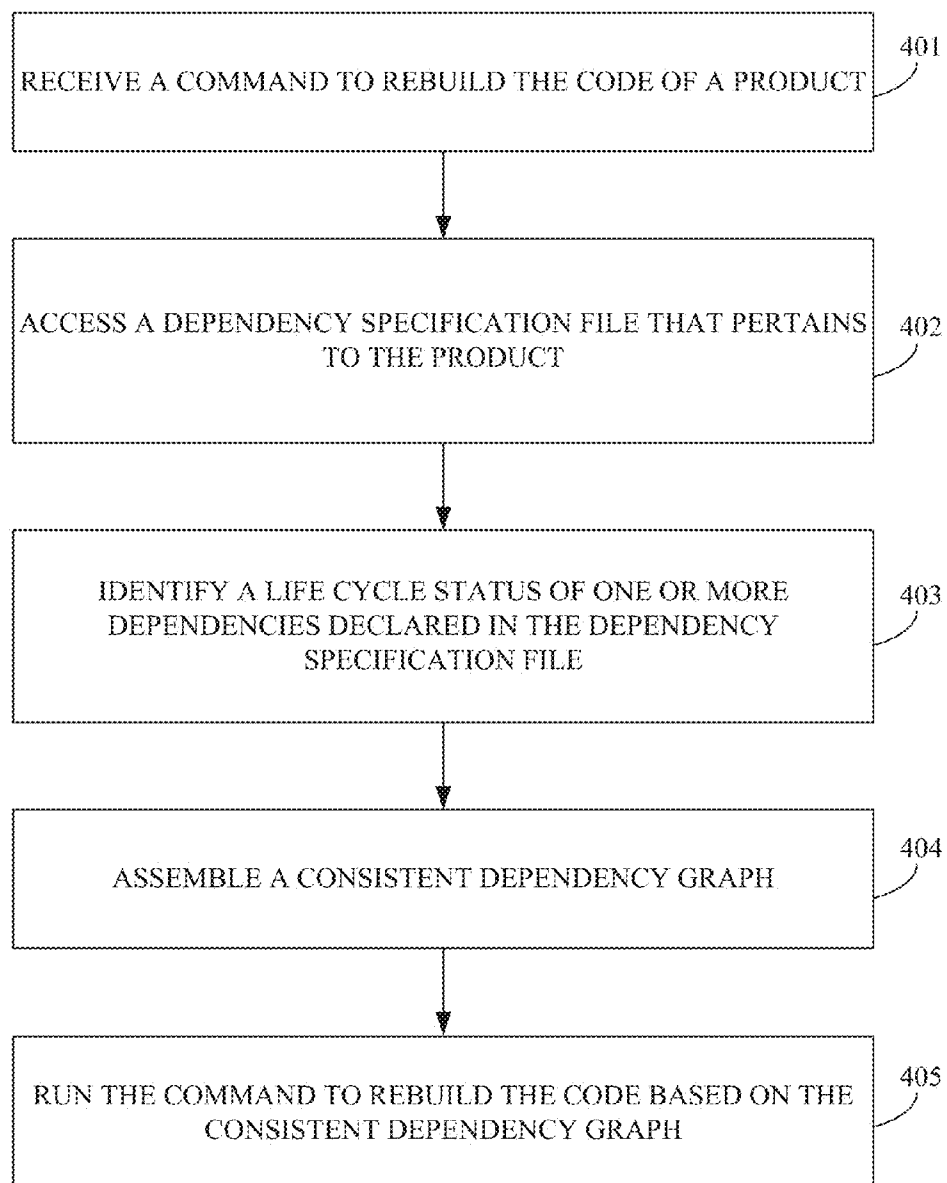 RECEIVE A COMMAND TO REBUILD THE CODE OF A PRODUCT
401
ACCESS A DEPENDENCY SPECIFICATION FILE THAT PERTAINS
TO THE PRODUCT
402
IDENTIFY A LIFE CYCLE STATUS OF ONE OR MORE
DEPENDENCIES DECLARED IN THE DEPENDENCY
SPECIFICATION FILE
403
ASSEMBLE A CONSISTENT DEPENDENCY GRAPH
404
RUN THE COMMAND TO REBUILD THE CODE BASED ON THE
CONSISTENT DEPENDENCY GRAPH
405